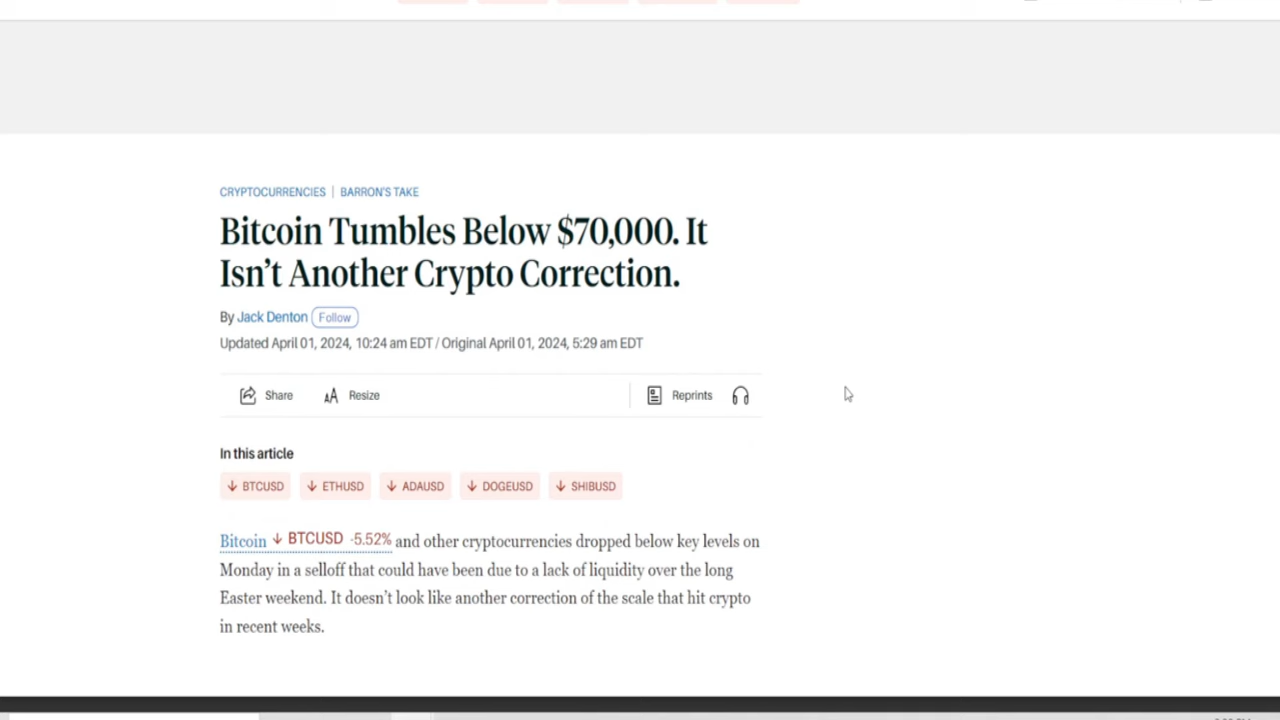 CRYPTOCURRENCIES | BARRON'S TAKE
Bitcoin Tumbles Below $70,000. It
Isn't Another Crypto Correction.
By Jack Denton Follow
Updated April 01, 2024, 10:24 am EDT / Original April 01, 2024, 5:29 am EDT
Share Resize Reprints
In this article
BTCUSD ETHUSD ADAUSD DOGEUSD SHIBUSD
Bitcoin BTCUSD -5.52% and other cryptocurrencies dropped below key levels on
Monday in a selloff that could have been due to a lack of liquidity over the long
Easter weekend. It doesn't look like another correction of the scale that hit crypto
in recent weeks.